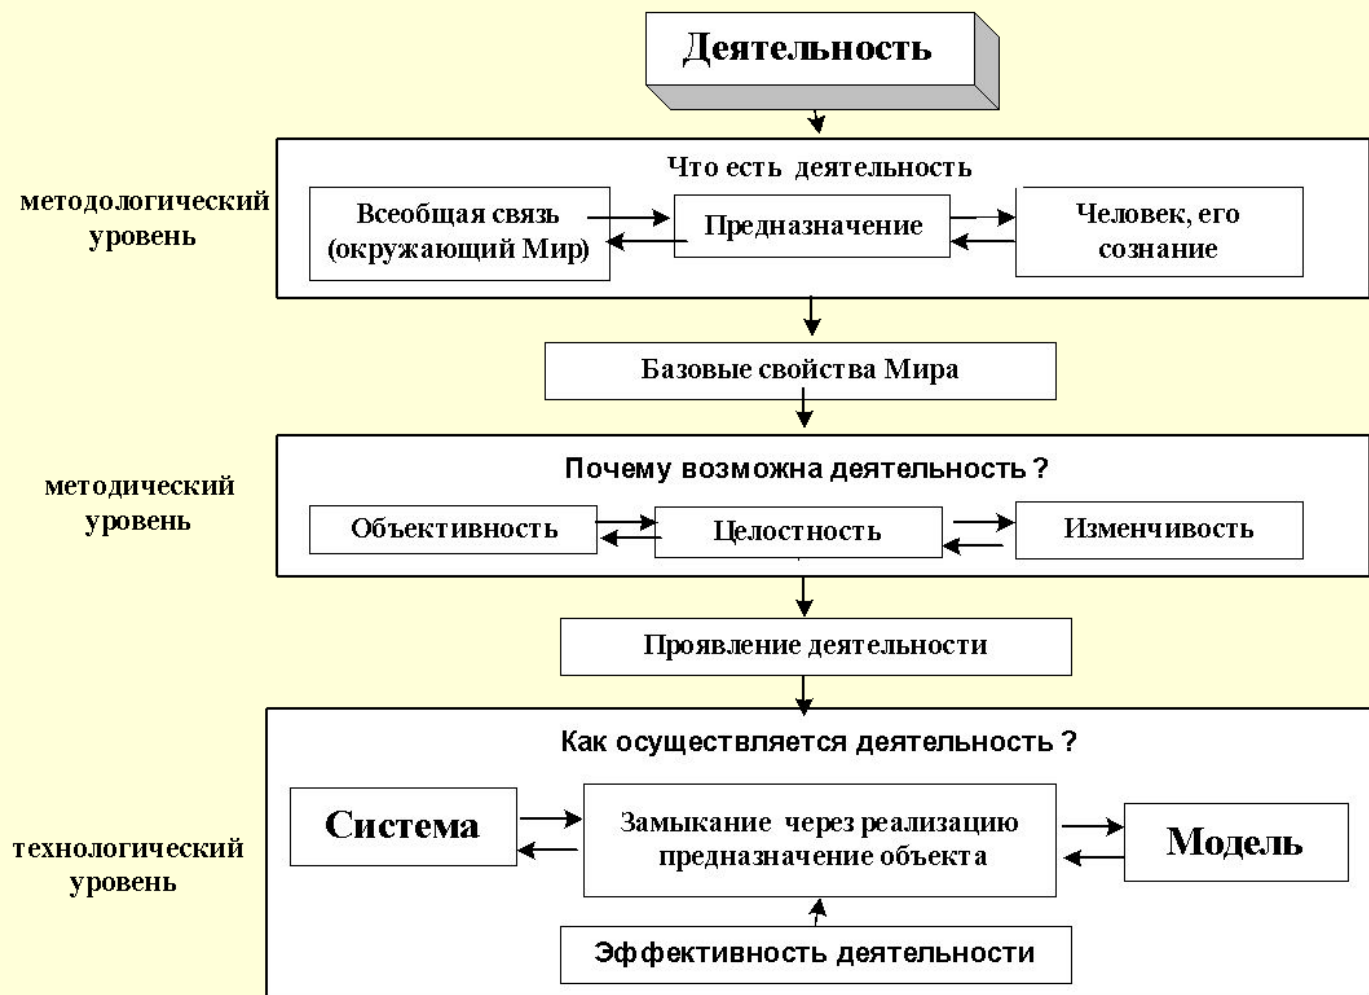 Деятельность
Что есть деятельность
методологический
уровень
Всеобщая связь
(окружающий Мир)
Предназначение
Человек, его
сознание
Базовые свойства Мира
методический
уровень
Почему возможна деятельность ?
Объективность
Целостность
Изменчивость
Проявление деятельности
технологический
уровень
Как осуществляется деятельность ?
Система
Замыкание через реализацию
предназначение объекта
Модель
Эффективность деятельности